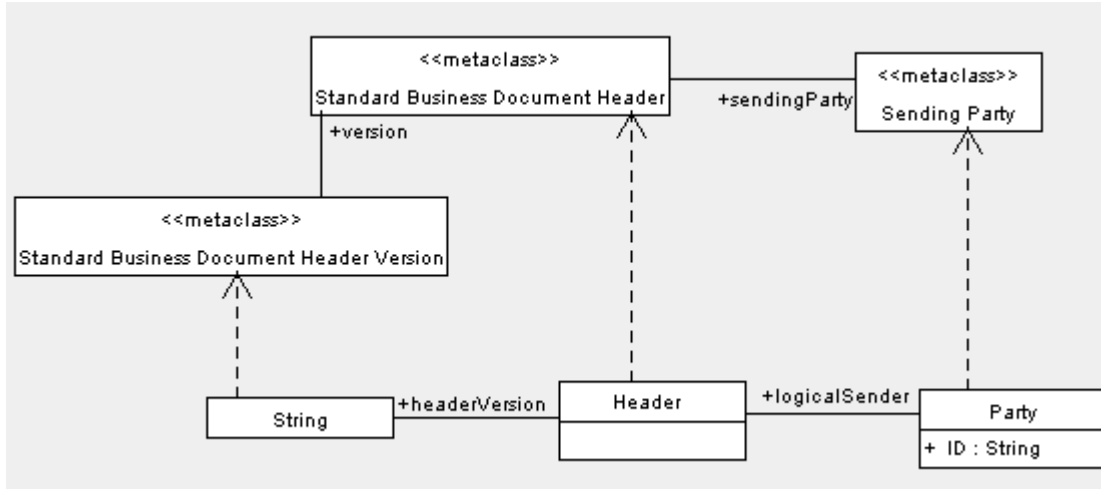 <<metaclass>>
Standard Business Document Header
<<metaclass>>
Sending Party
+sendingParty
+version
<<metaclass>>
Standard Business Document Header Version
String
+headerVersion
Header
+logicalSender
Party
+ ID : String